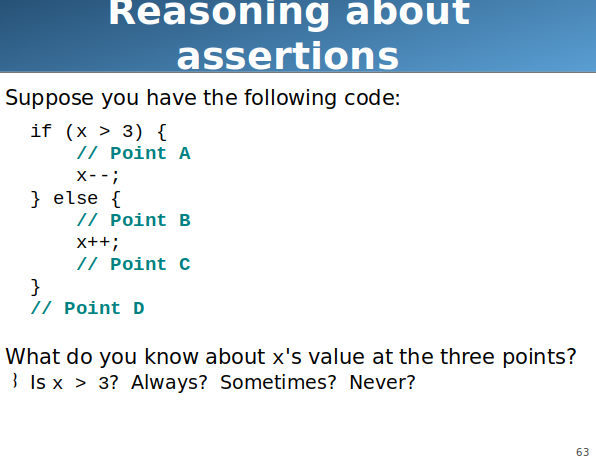 Reasoning about
assertions
Suppose you have the following code:
if (x > 3) {
    // Point A
    x--;
} else {
    // Point B
    x++;
    // Point C
}
// Point D
What do you know about x's value at the three points?
Is x > 3? Always? Sometimes? Never?
63